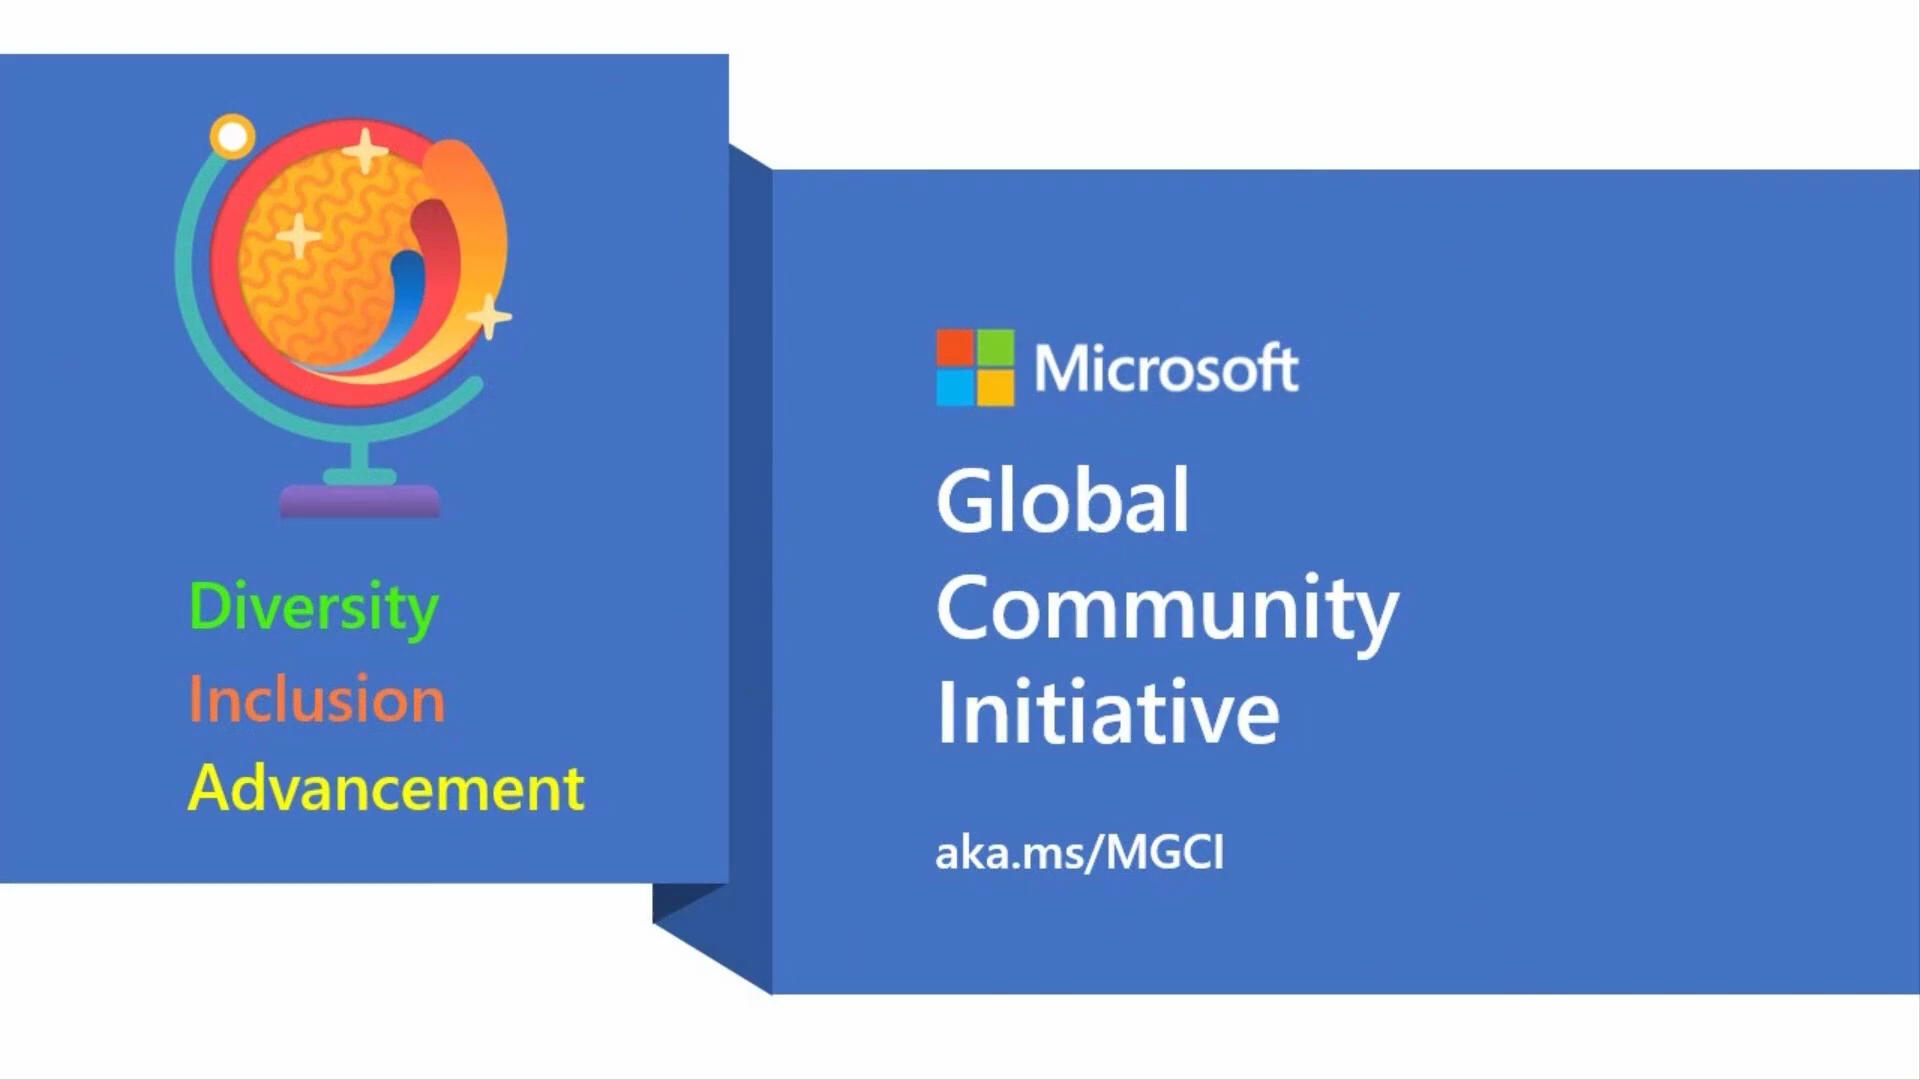 Diversity
Inclusion
Advancement
Microsoft
Global
Community
Initiative
aka.ms/MGCI